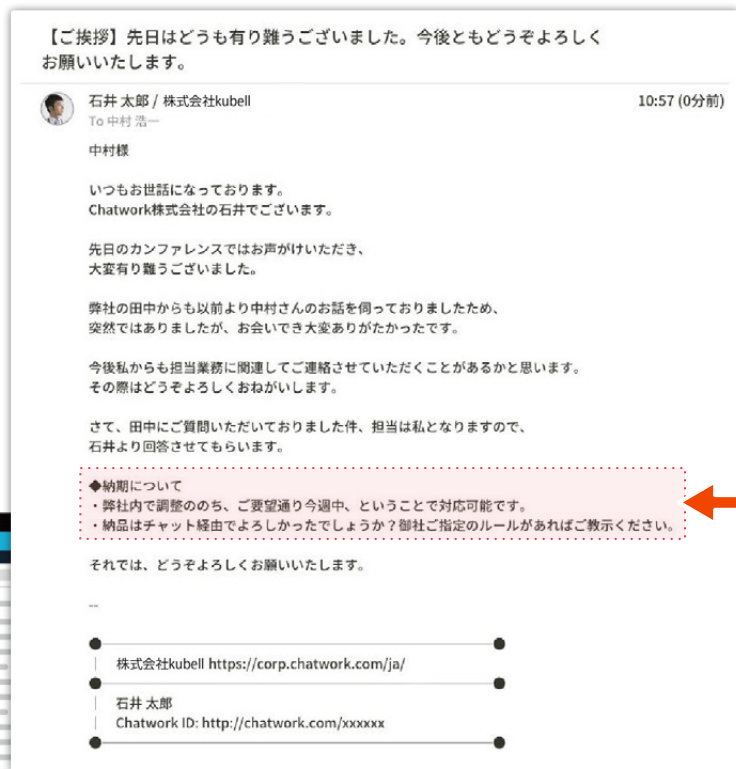 【ご挨拶】先日はどうも有り難うございました。今後ともどうぞよろしく
お願いいたします。
石井 太郎 / 株式会社kubell
10:57 (0分前)
To 中村 浩一
中村様
いつもお世話になっております。
Chatwork株式会社の石井でございます。
先日のカンファレンスではお声がけいただき、
大変有り難うございました。
弊社の田中からも以前より中村さんのお話を伺っておりましたため、
突然ではありましたが、お会いでき大変ありがたかったです。
今後私からも担当業務に関連してご連絡させていただくことがあるかと思います。
その際はどうぞよろしくおねがいします。
さて、田中にご質問いただいておりました件、担当は私となりますので、
石井より回答させてもらいます。
◆納期について
・弊社内で調整ののち、ご要望通り今週中、ということで対応可能です。
・納品はチャット経由でよろしかったでしょうか？御社ご指定のルールがあればご教示ください。
それでは、どうぞよろしくお願いいたします。
--
株式会社kubell https://corp.chatwork.com/ja/
石井 太郎
Chatwork ID: http://chatwork.com/xxxxxx